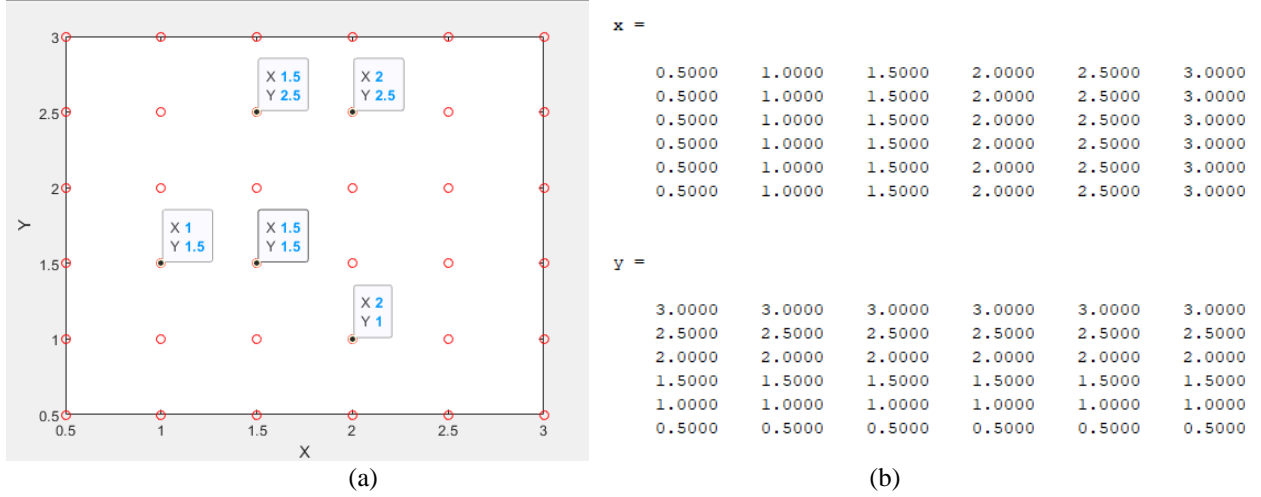 3
X 1.5
Y 2.5
X 2
Y 2.5
2.5
2
X 1
Y 1.5
X 1.5
Y 1.5
Y
1.5
X 2
Y 1
1
0.5
0.5 1 1.5 2 2.5 3
X
(a)
x =
0.5000 1.0000 1.5000 2.0000 2.5000 3.0000
0.5000 1.0000 1.5000 2.0000 2.5000 3.0000
0.5000 1.0000 1.5000 2.0000 2.5000 3.0000
0.5000 1.0000 1.5000 2.0000 2.5000 3.0000
0.5000 1.0000 1.5000 2.0000 2.5000 3.0000
0.5000 1.0000 1.5000 2.0000 2.5000 3.0000
y =
3.0000 3.0000 3.0000 3.0000 3.0000 3.0000
2.5000 2.5000 2.5000 2.5000 2.5000 2.5000
2.0000 2.0000 2.0000 2.0000 2.0000 2.0000
1.5000 1.5000 1.5000 1.5000 1.5000 1.5000
1.0000 1.0000 1.0000 1.0000 1.0000 1.0000
0.5000 0.5000 0.5000 0.5000 0.5000 0.5000
(b)